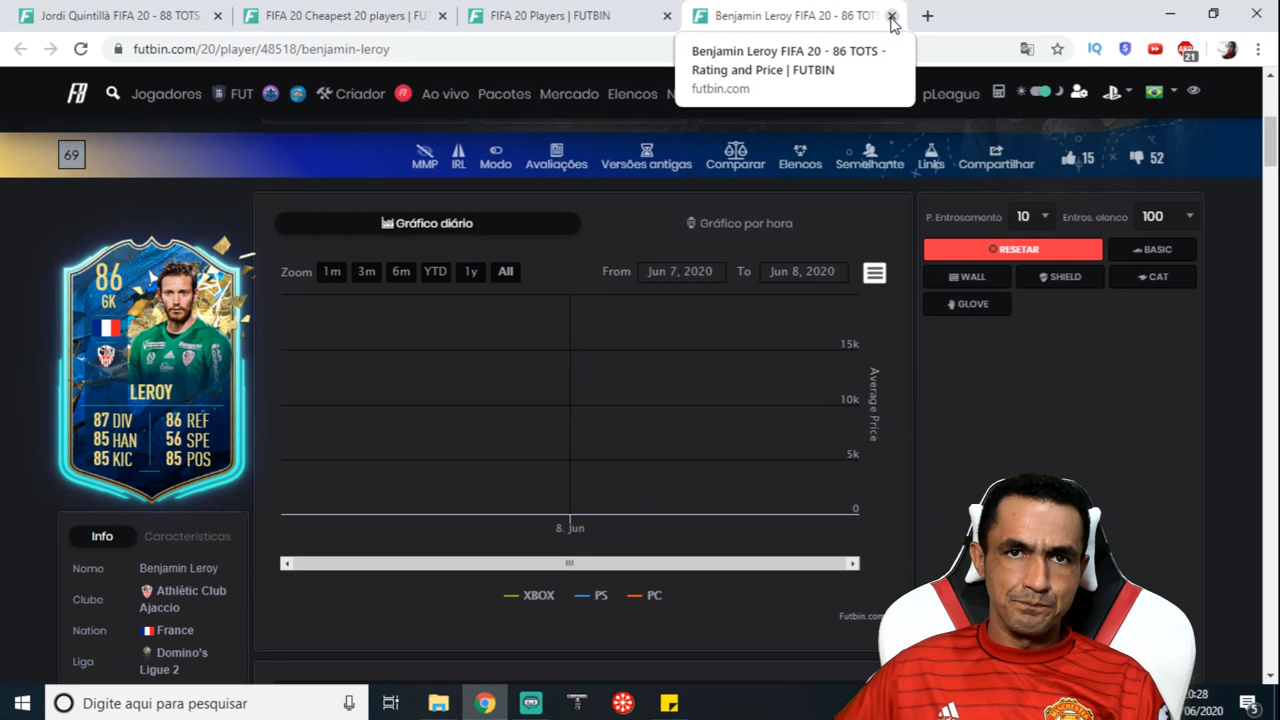 Jordi Quintillà FIFA 20 - 88 TOTS
FIFA 20 Cheapest 20 players | FUT
FIFA 20 Players | FUTBIN
Benjamin Leroy FIFA 20 - 86 TOTS
futbin.com/20/player/48518/benjamin-leroy
IQ
S
21
Benjamin Leroy FIFA 20 - 86 TOTS -
Rating and Price | FUTBIN
futbin.com
Jogadores
FUT
Criador
Ao vivo
Pacotes
Mercado
Elencos
pLeague
69
MMP
IRL
Modo
Avaliações
Versões antigas
Comparar
Elencos
Semelhante
Links
Compartilhar
15
52
Gráfico diário
Gráfico por hora
Zoom 1m 3m 6m YTD 1y All From Jun 7, 2020 To Jun 8, 2020
15k
10k
5k
0
Average Price
8. Jun
XBOX PS PC
Futbin.com
P. Entrosamento 10 Entros. elenco 100
RESETAR BASIC
WALL SHIELD CAT
GLOVE
86
GK
LEROY
87 DIV 86 REF
85 HAN 56 SPE
85 KIC 85 POS
Info Características
Nome Benjamin Leroy
Clube Athlétic Club
Ajaccio
Nation France
Liga Domino's
Ligue 2
Digite aqui para pesquisar
0:28
06/2020
5